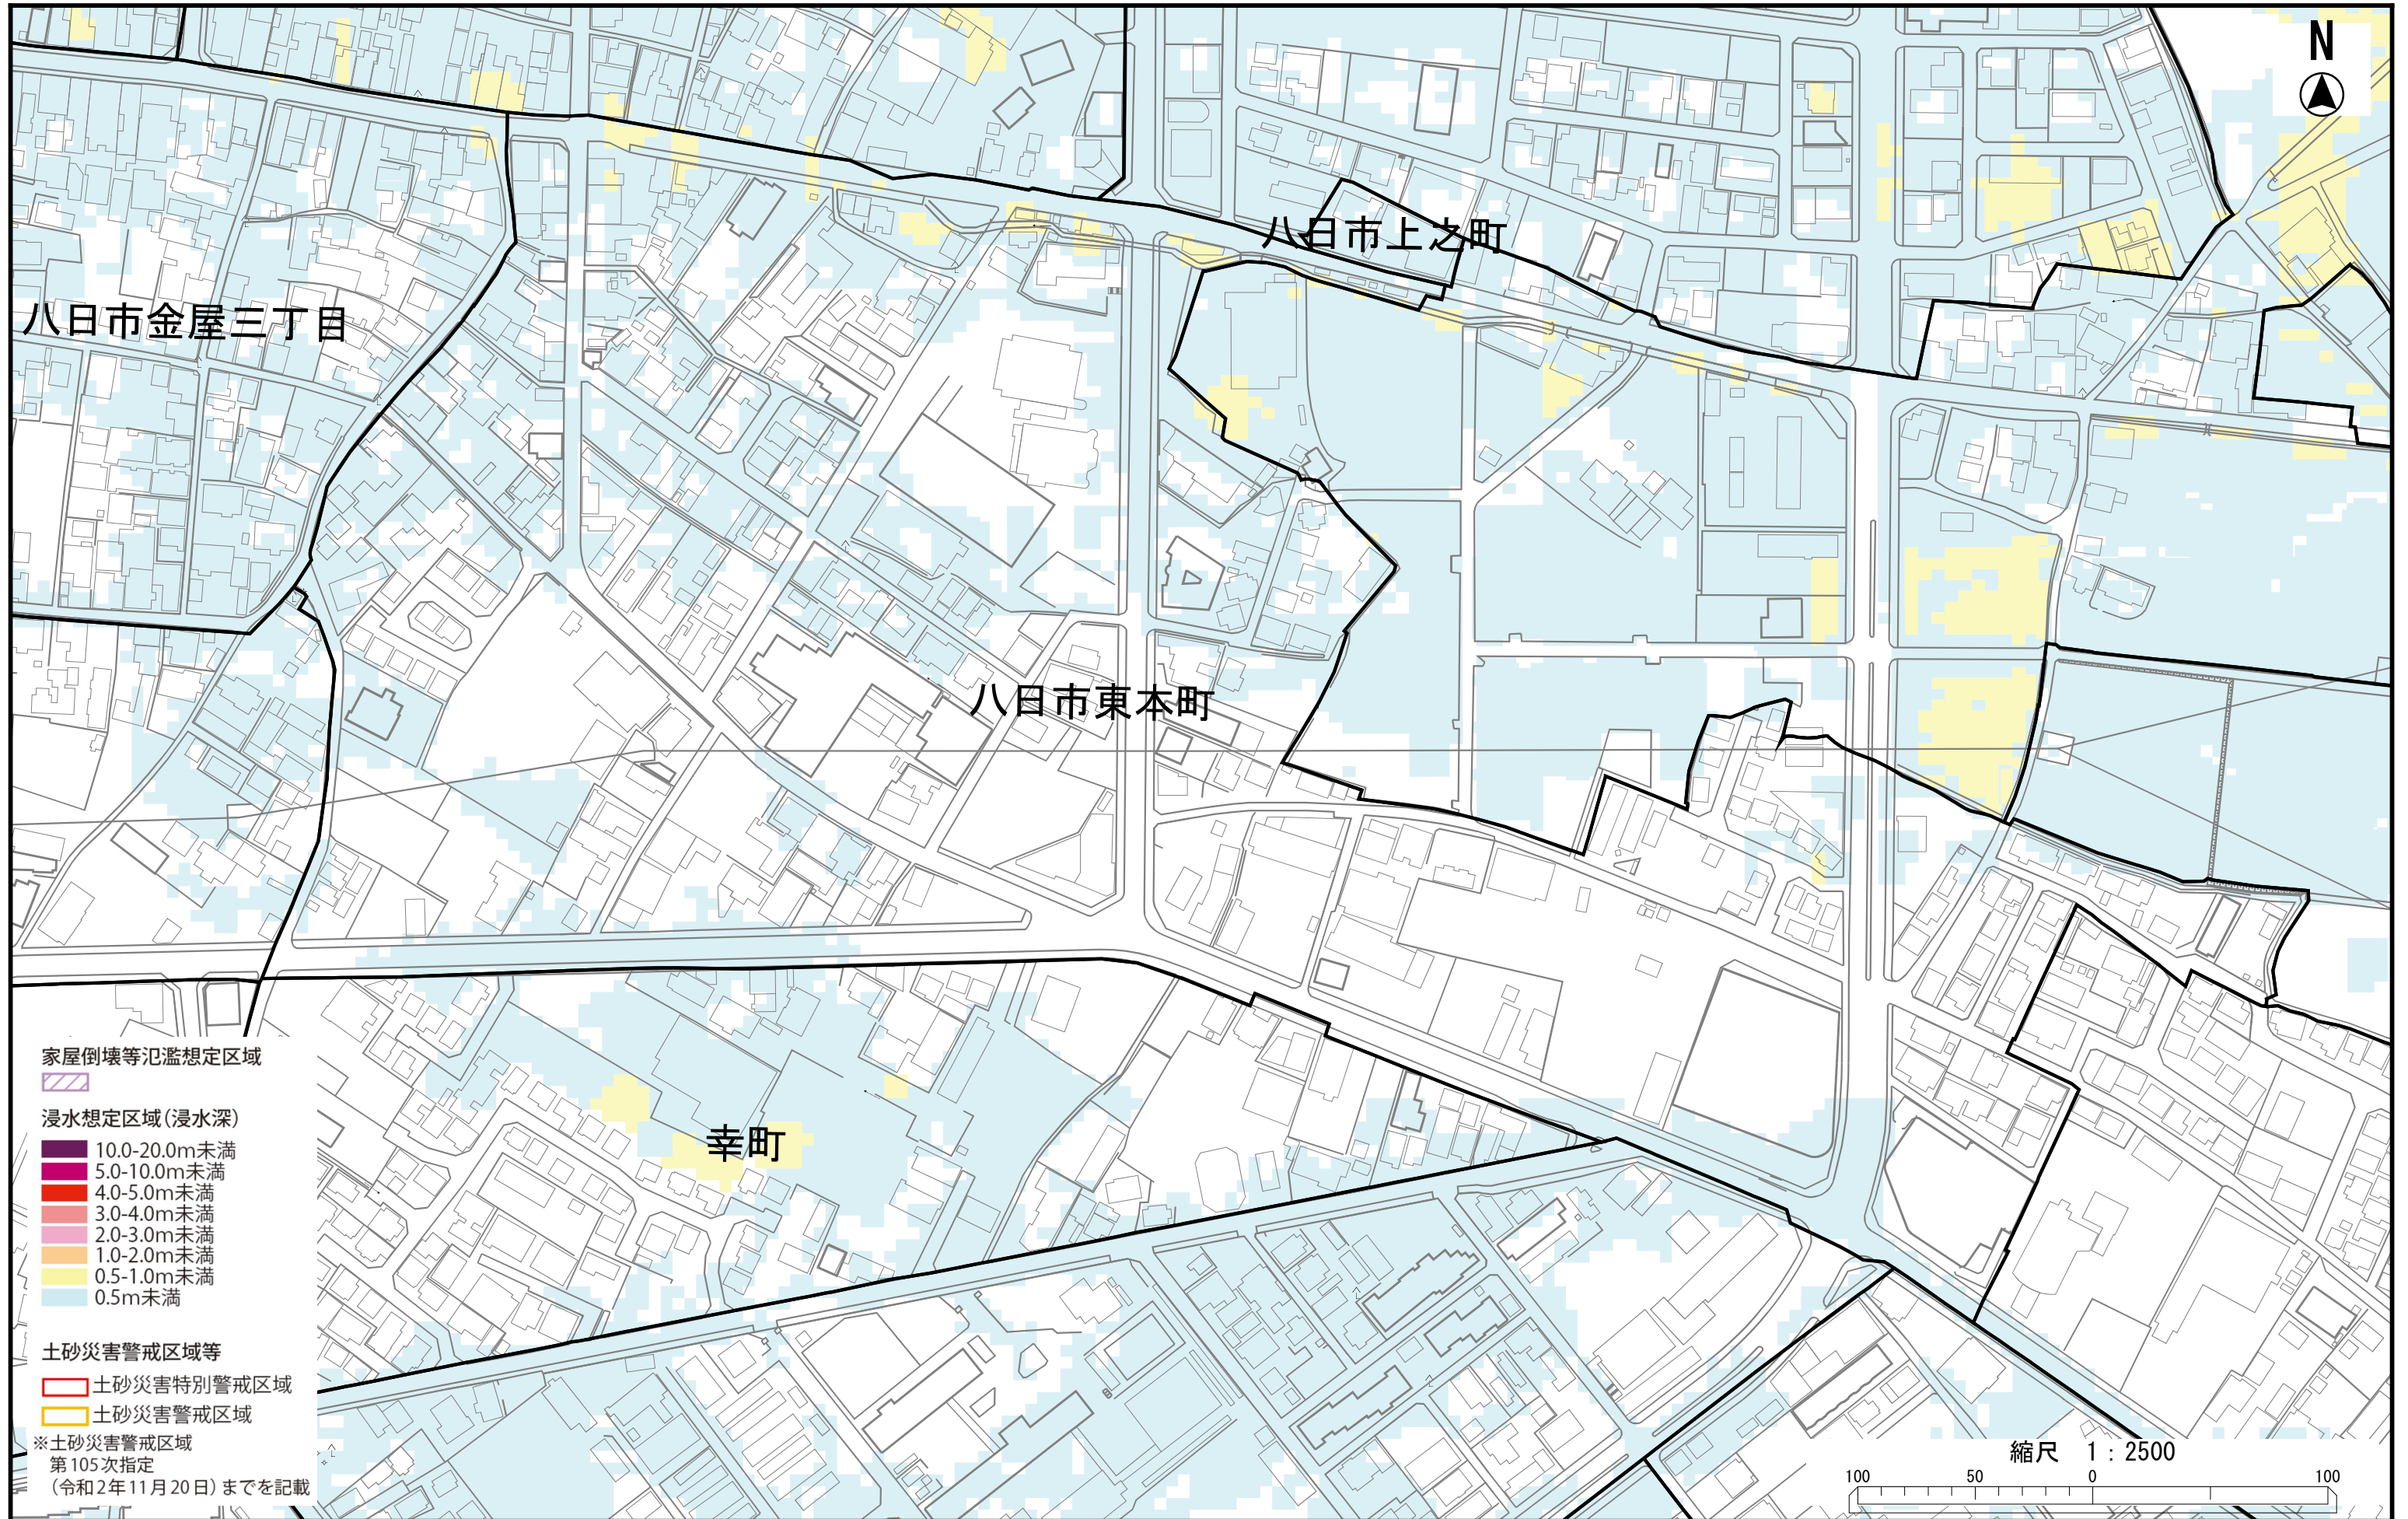 N
八日市上之町
八日市金屋三丁目
八日市東本町
幸町
家屋倒壊等氾濫想定区域
浸水想定区域(浸水深)
10.0-20.0m未満
5.0-10.0m未満
4.0-5.0m未満
3.0-4.0m未満
2.0-3.0m未満
1.0-2.0m未満
0.5-1.0m未満
0.5m未満
土砂災害警戒区域等
土砂災害特別警戒区域
土砂災害警戒区域
※土砂災害警戒区域
第105次指定
(令和2年11月20日)までを記載
縮尺 1:2500
100 50 0 100